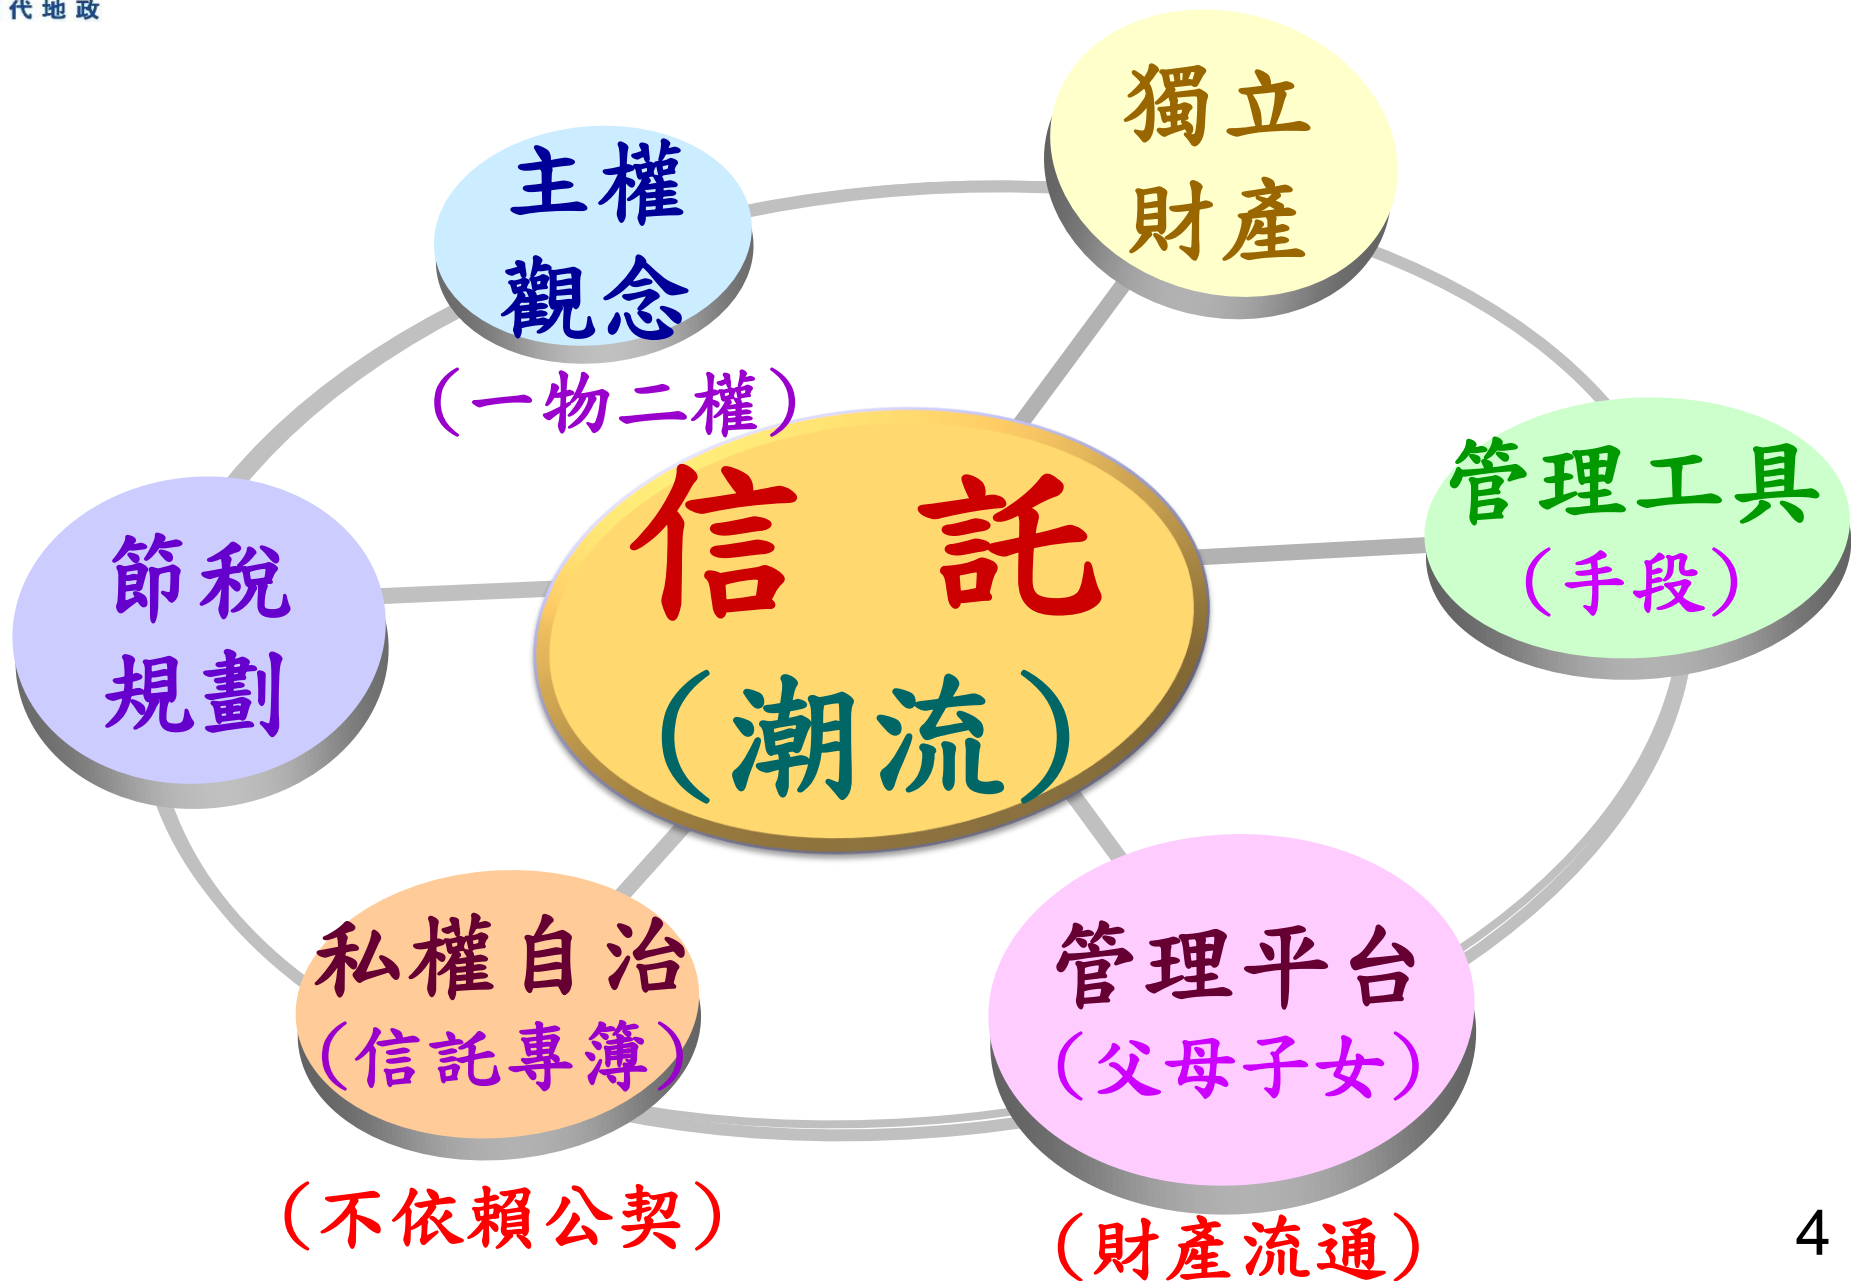 代地政
獨立
財產
主權
觀念
（一物二權）
管理工具
（手段）
信 託
（潮流）
節稅
規劃
私權自治
（信託專簿）
（不依賴公契）
管理平台
（父母子女）
（財產流通）
4